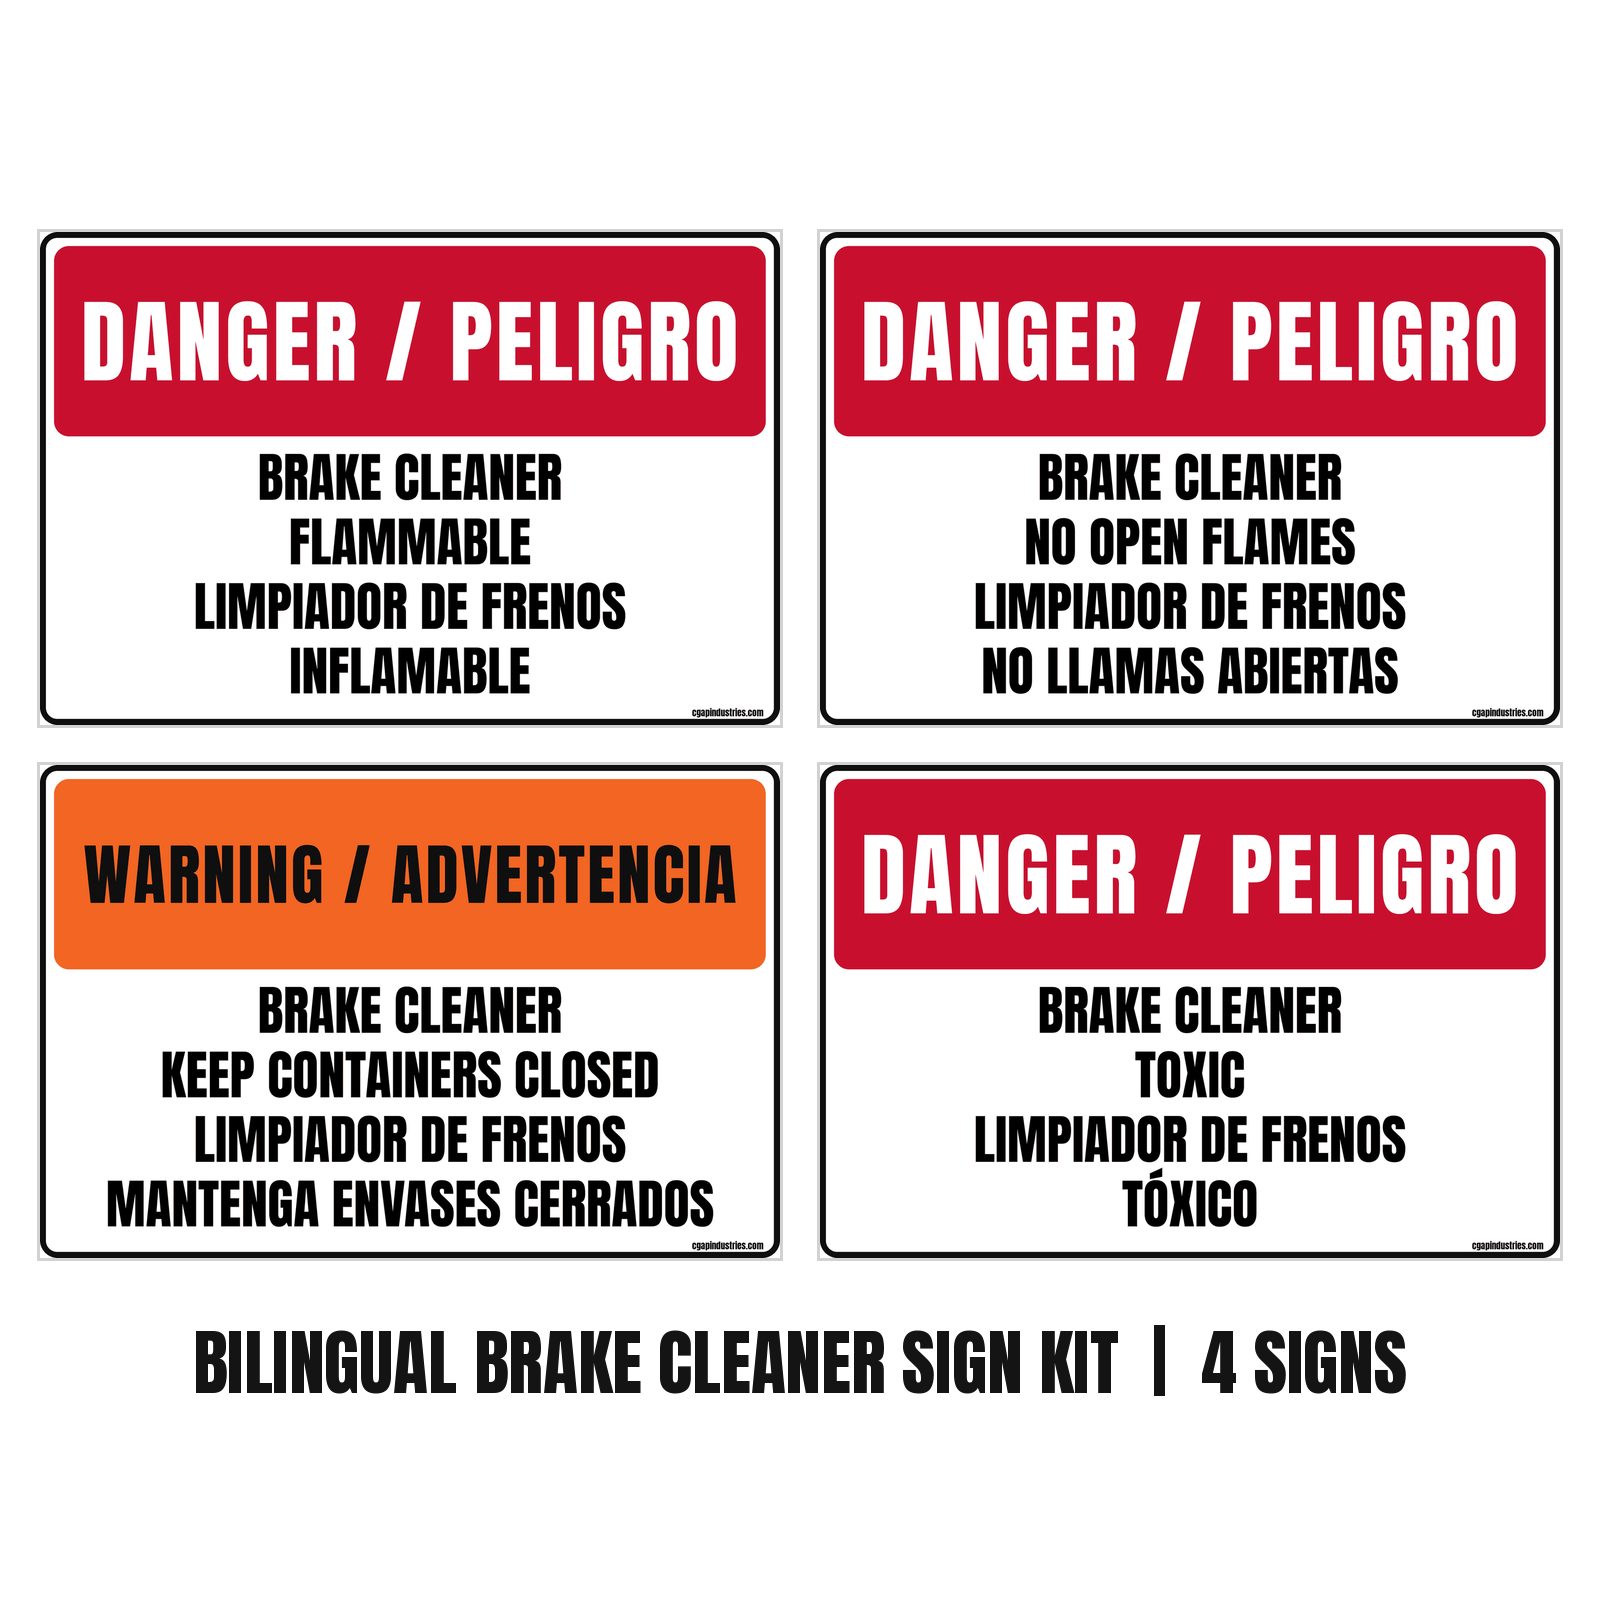 DANGER / PELIGRO
BRAKE CLEANER
FLAMMABLE
LIMPIADOR DE FRENOS
INFLAMABLE
cgapindustries.com
DANGER / PELIGRO
BRAKE CLEANER
NO OPEN FLAMES
LIMPIADOR DE FRENOS
NO LLAMAS ABIERTAS
cgapindustries.com
WARNING / ADVERTENCIA
BRAKE CLEANER
KEEP CONTAINERS CLOSED
LIMPIADOR DE FRENOS
MANTENGA ENVASES CERRADOS
cgapindustries.com
DANGER / PELIGRO
BRAKE CLEANER
TOXIC
LIMPIADOR DE FRENOS
TÓXICO
cgapindustries.com
BILINGUAL BRAKE CLEANER SIGN KIT | 4 SIGNS